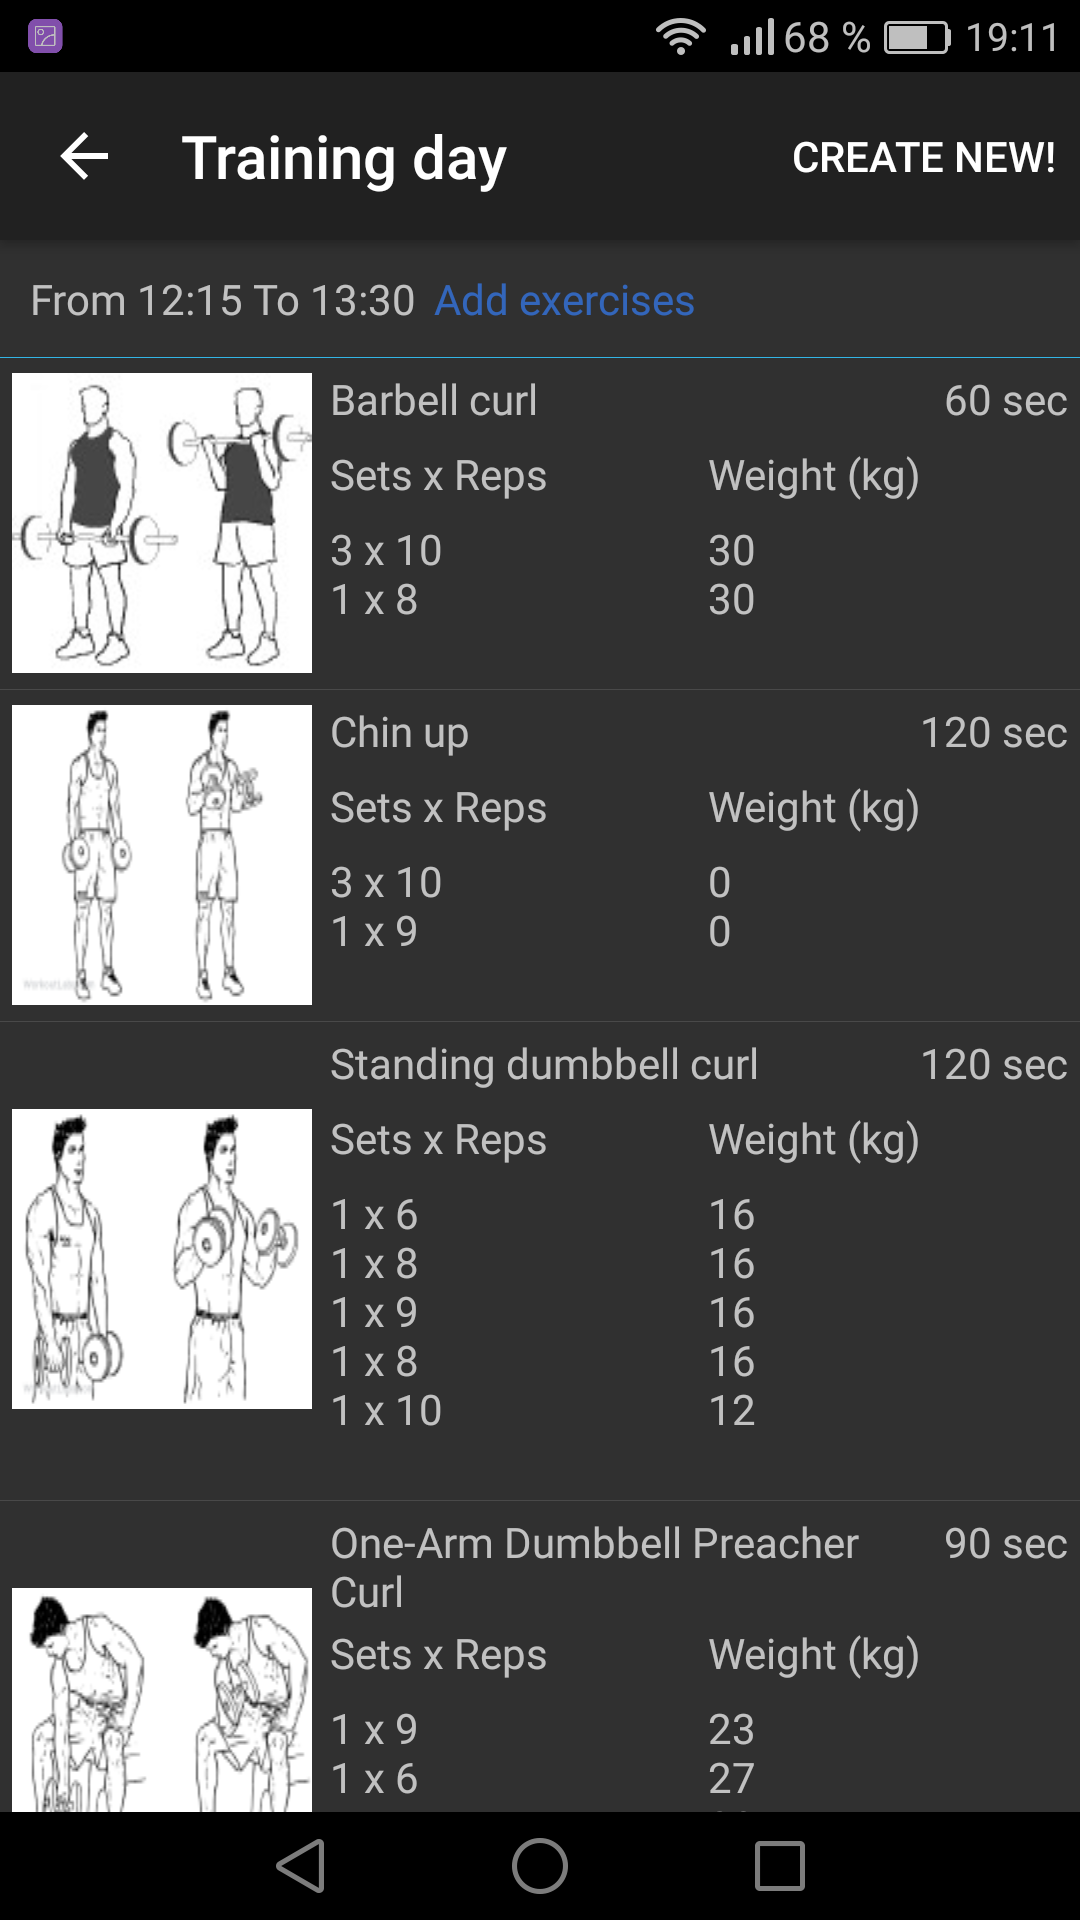 68 % 19:11
Training day CREATE NEW!
From 12:15 To 13:30 Add exercises
Barbell curl 60 sec
Sets x Reps Weight (kg)
3 x 10 30
1 x 8 30
Chin up 120 sec
Sets x Reps Weight (kg)
3 x 10 0
1 x 9 0
Standing dumbbell curl 120 sec
Sets x Reps Weight (kg)
1 x 6 16
1 x 8 16
1 x 9 16
1 x 8 16
1 x 10 12
One-Arm Dumbbell Preacher 90 sec
Curl
Sets x Reps Weight (kg)
1 x 9 23
1 x 6 27